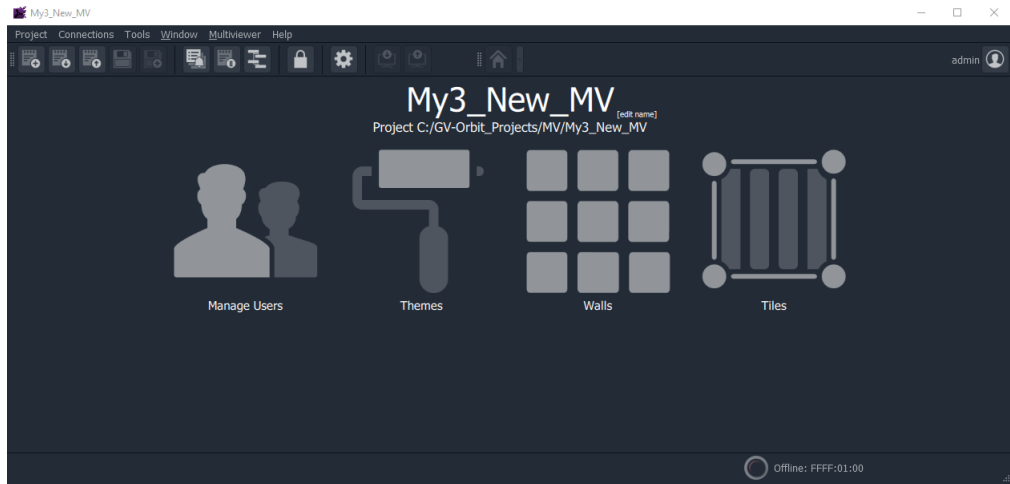 My3_New_MV
Project Connections Tools Window Multiviewer Help
admin
My3_New_MV [edit name]
Project C:/GV-Orbit_Projects/MV/My3_New_MV
Manage Users Themes Walls Tiles
Offline: FFFF:01:00